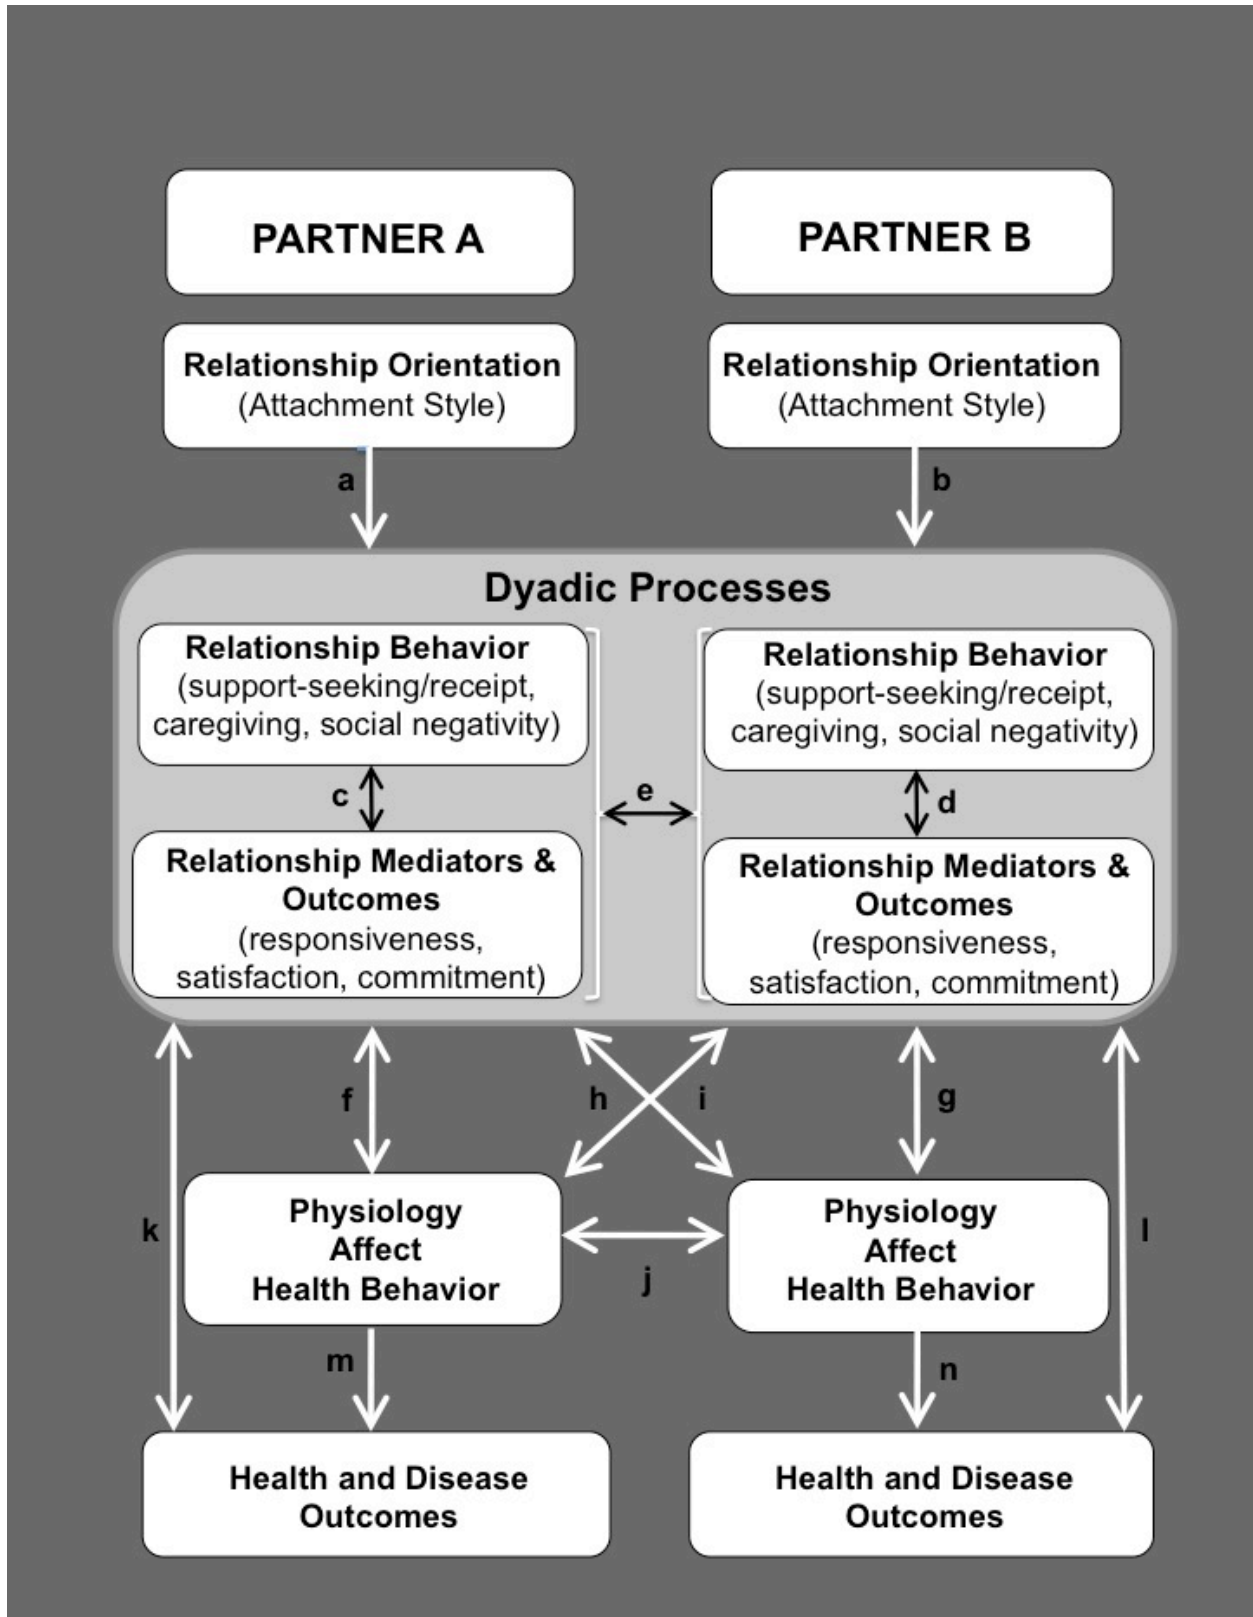 PARTNER A
PARTNER B
Relationship Orientation
(Attachment Style)
Relationship Orientation
(Attachment Style)
a
b
Dyadic Processes
Relationship Behavior
(support-seeking/receipt,
caregiving, social negativity)
Relationship Behavior
(support-seeking/receipt,
caregiving, social negativity)
c
e
d
Relationship Mediators &
Outcomes
(responsiveness,
satisfaction, commitment)
Relationship Mediators &
Outcomes
(responsiveness,
satisfaction, commitment)
f
h
i
g
k
Physiology
Affect
Health Behavior
j
Physiology
Affect
Health Behavior
l
m
n
Health and Disease
Outcomes
Health and Disease
Outcomes